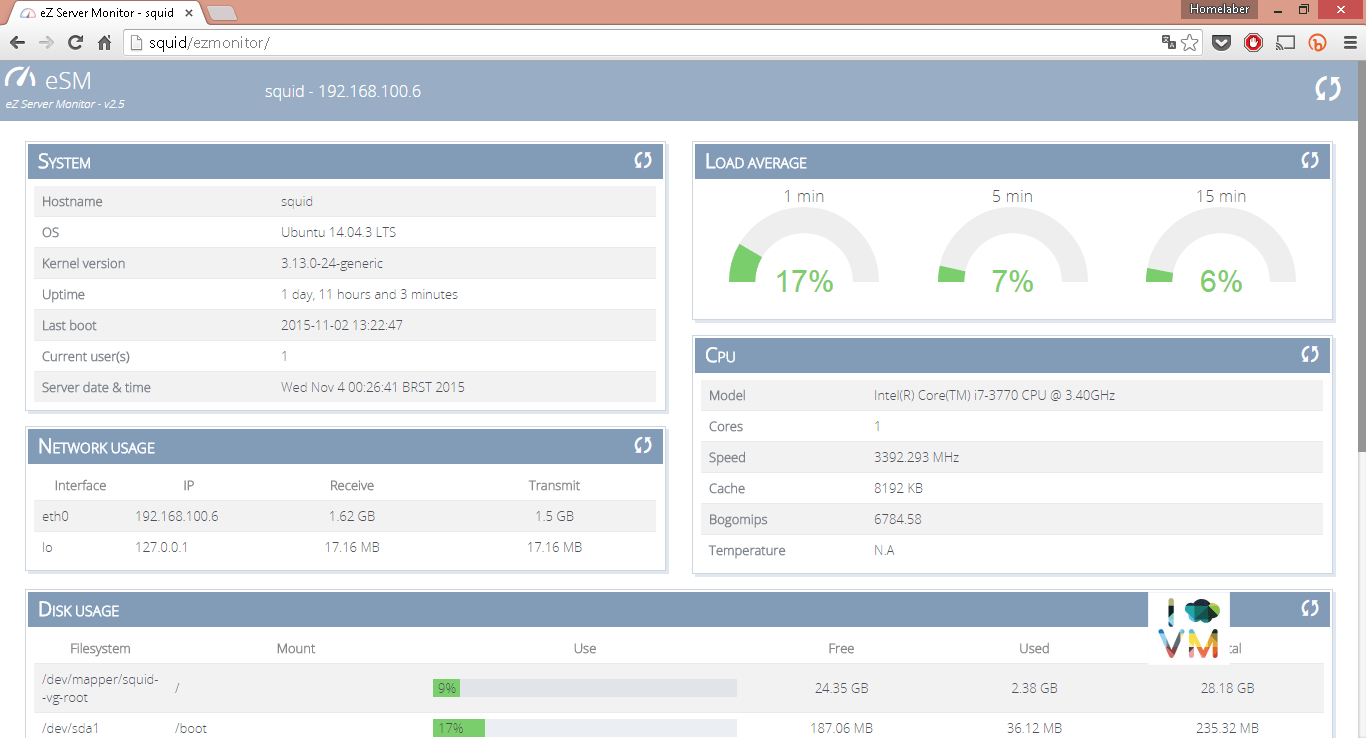 eZ Server Monitor - squid
Homelaber
squid/ezmonitor/
eSM
eZ Server Monitor - v2.5
squid - 192.168.100.6
System
Hostname squid
OS Ubuntu 14.04.3 LTS
Kernel version 3.13.0-24-generic
Uptime 1 day, 11 hours and 3 minutes
Last boot 2015-11-02 13:22:47
Current user(s) 1
Server date & time Wed Nov 4 00:26:41 BRST 2015
Load average
1 min 5 min 15 min
17% 7% 6%
Network usage
Interface IP Receive Transmit
eth0 192.168.100.6 1.62 GB 1.5 GB
lo 127.0.0.1 17.16 MB 17.16 MB
Cpu
Model Intel(R) Core(TM) i7-3770 CPU @ 3.40GHz
Cores 1
Speed 3392.293 MHz
Cache 8192 KB
Bogomips 6784.58
Temperature N.A
Disk usage
I
VM
Filesystem Mount Use Free Used
/dev/mapper/squid-
-vg-root / 9% 24.35 GB 2.38 GB 28.18 GB
/dev/sda1 /boot 17% 187.06 MB 36.12 MB 235.32 MB